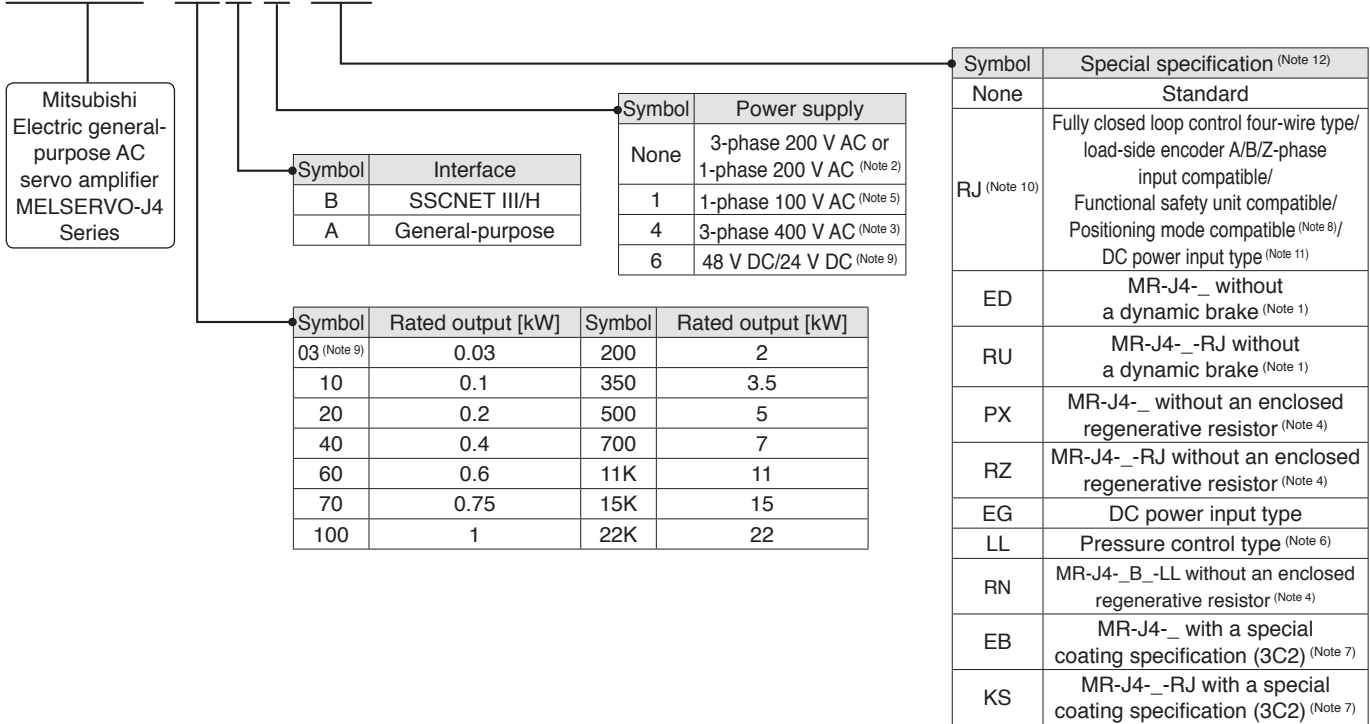 Mitsubishi
Electric general-
purpose AC
servo amplifier
MELSERVO-J4
Series
Symbol Interface
B SSCNET III/H
A General-purpose
Symbol Power supply
None 3-phase 200 V AC or
1-phase 200 V AC (Note 2)
1 1-phase 100 V AC (Note 5)
4 3-phase 400 V AC (Note 3)
6 48 V DC/24 V DC (Note 9)
Symbol Rated output [kW] Symbol Rated output [kW]
03 (Note 9) 0.03 200 2
10 0.1 350 3.5
20 0.2 500 5
40 0.4 700 7
60 0.6 11K 11
70 0.75 15K 15
100 1 22K 22
Symbol Special specification (Note 12)
None Standard
RJ (Note 10) Fully closed loop control four-wire type/
load-side encoder A/B/Z-phase
input compatible/
Functional safety unit compatible/
Positioning mode compatible (Note 8)/
DC power input type (Note 11)
ED MR-J4-_ without
a dynamic brake (Note 1)
RU MR-J4-_-RJ without
a dynamic brake (Note 1)
PX MR-J4-_ without an enclosed
regenerative resistor (Note 4)
RZ MR-J4-_-RJ without an enclosed
regenerative resistor (Note 4)
EG DC power input type
LL Pressure control type (Note 6)
RN MR-J4-_B_-LL without an enclosed
regenerative resistor (Note 4)
EB MR-J4-_ with a special
coating specification (3C2) (Note 7)
KS MR-J4-_-RJ with a special
coating specification (3C2) (Note 7)